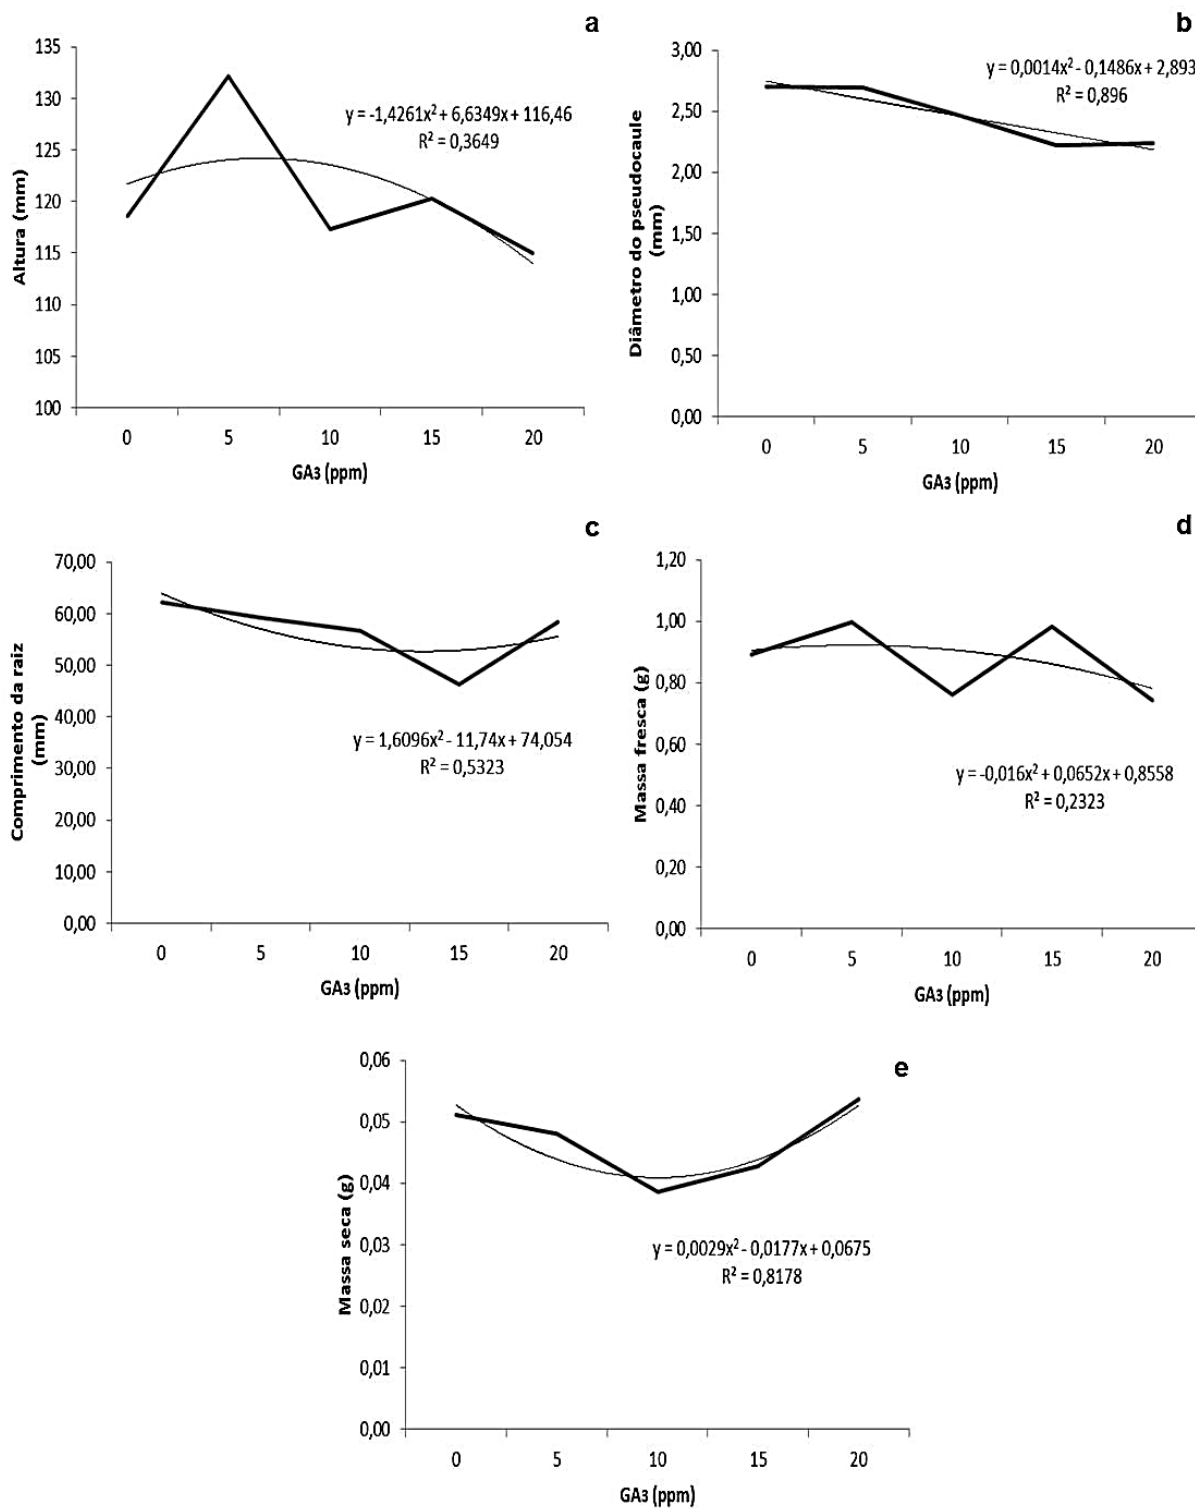 a
135
130
125
120
115
110
105
100
Altura (mm)
y = -1,4261x² + 6,6349x + 116,46
R² = 0,3649
0 5 10 15 20
GA₃ (ppm)
b
3,00
2,50
2,00
1,50
1,00
0,50
0,00
Diâmetro do pseudocaule
(mm)
y = 0,0014x² - 0,1486x + 2,893
R² = 0,896
0 5 10 15 20
GA₃ (ppm)
c
70,00
60,00
50,00
40,00
30,00
20,00
10,00
0,00
Comprimento da raiz
(mm)
y = 1,6096x² - 11,74x + 74,054
R² = 0,5323
0 5 10 15 20
GA₃ (ppm)
d
1,20
1,00
0,80
0,60
0,40
0,20
0,00
Massa fresca (g)
y = -0,016x² + 0,0652x + 0,8558
R² = 0,2323
0 5 10 15 20
GA₃ (ppm)
e
0,06
0,05
0,04
0,03
0,02
0,01
0,00
Massa seca (g)
y = 0,0029x² - 0,0177x + 0,0675
R² = 0,8178
0 5 10 15 20
GA₃ (ppm)